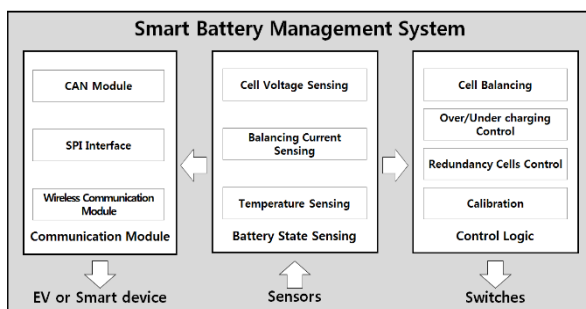 Smart Battery Management System
CAN Module
SPI Interface
Wireless Communication
Module
Communication Module
Cell Voltage Sensing
Balancing Current
Sensing
Temperature Sensing
Battery State Sensing
Cell Balancing
Over/Under charging
Control
Redundancy Cells Control
Calibration
Control Logic
EV or Smart device
Sensors
Switches